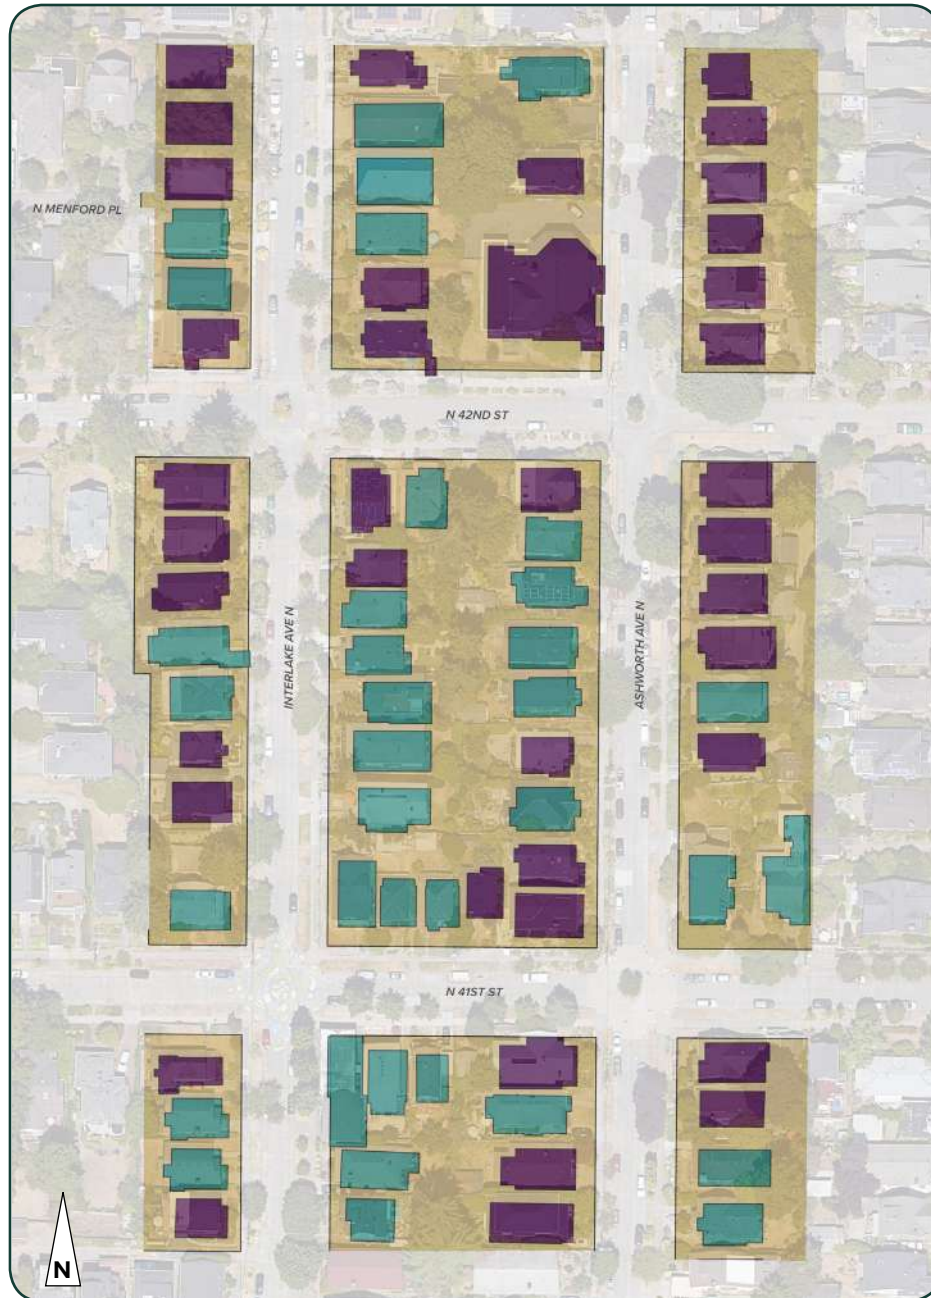 N MENFORD PL
N 42ND ST
INTERLAKE AVE N
ASHWORTH AVE N
N 41ST ST
N